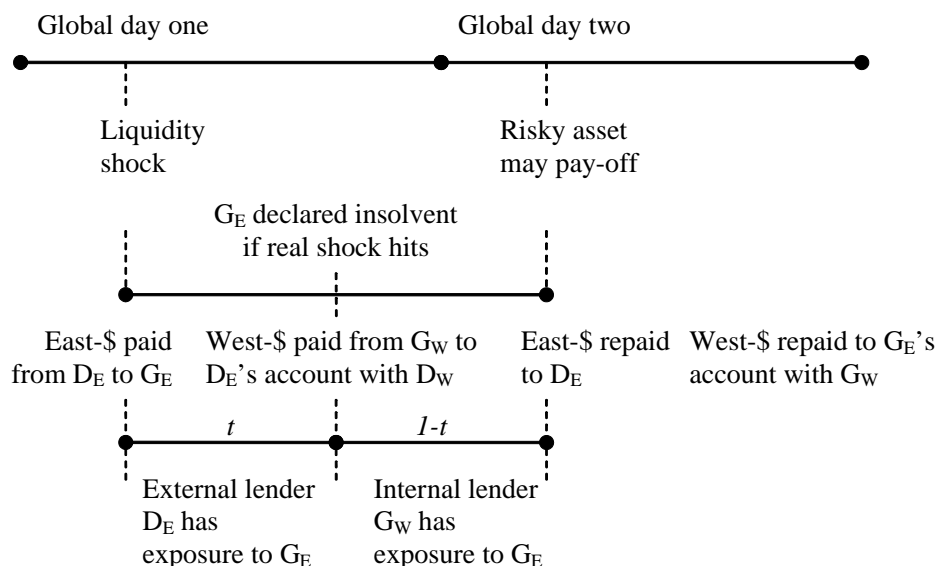 Global day one
Global day two
Liquidity
shock
Risky asset
may pay-off
G_E declared insolvent
if real shock hits
East-$ paid
from D_E to G_E
West-$ paid from G_W to
D_E's account with D_W
East-$ repaid
to D_E
West-$ repaid to G_E's
account with G_W
t
1-t
External lender
D_E has
exposure to G_E
Internal lender
G_W has
exposure to G_E